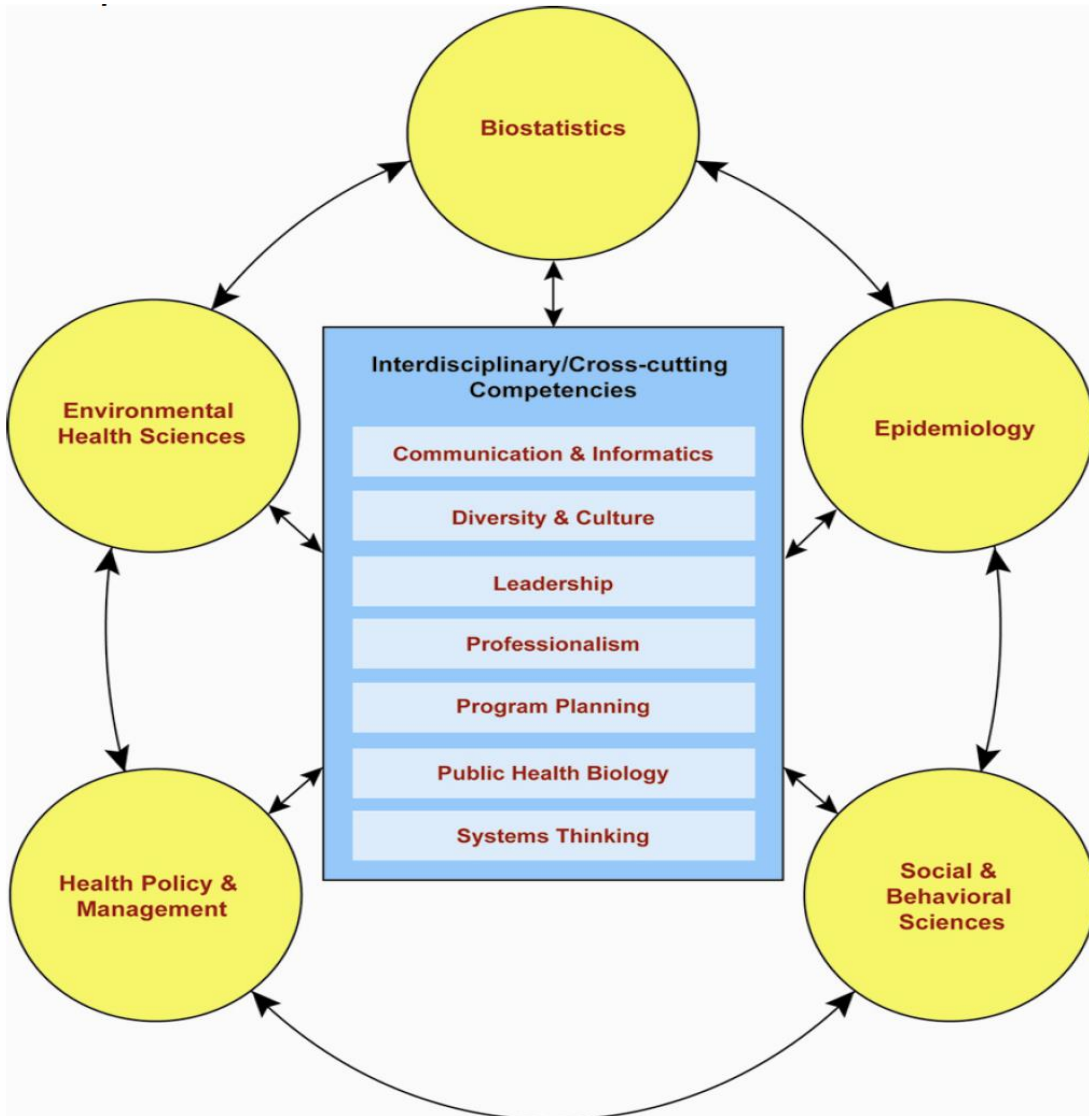 Biostatistics
Environmental
Health Sciences
Epidemiology
Interdisciplinary/Cross-cutting
Competencies
Communication & Informatics
Diversity & Culture
Leadership
Professionalism
Program Planning
Public Health Biology
Systems Thinking
Health Policy &
Management
Social &
Behavioral
Sciences